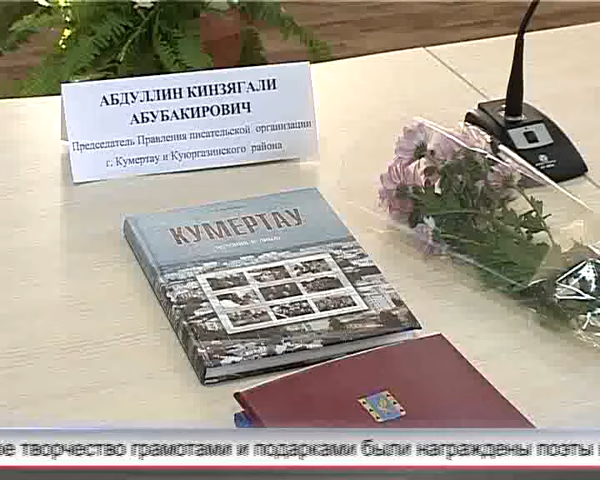 АБДУЛЛИН КИНЗЯГАЛИ
АБУБАКИРОВИЧ
Председатель Правления писательской организации
г. Кумертау и Куюргазинского района
КУМЕРТАУ
творчество грамотами и подарками были награждены поэты